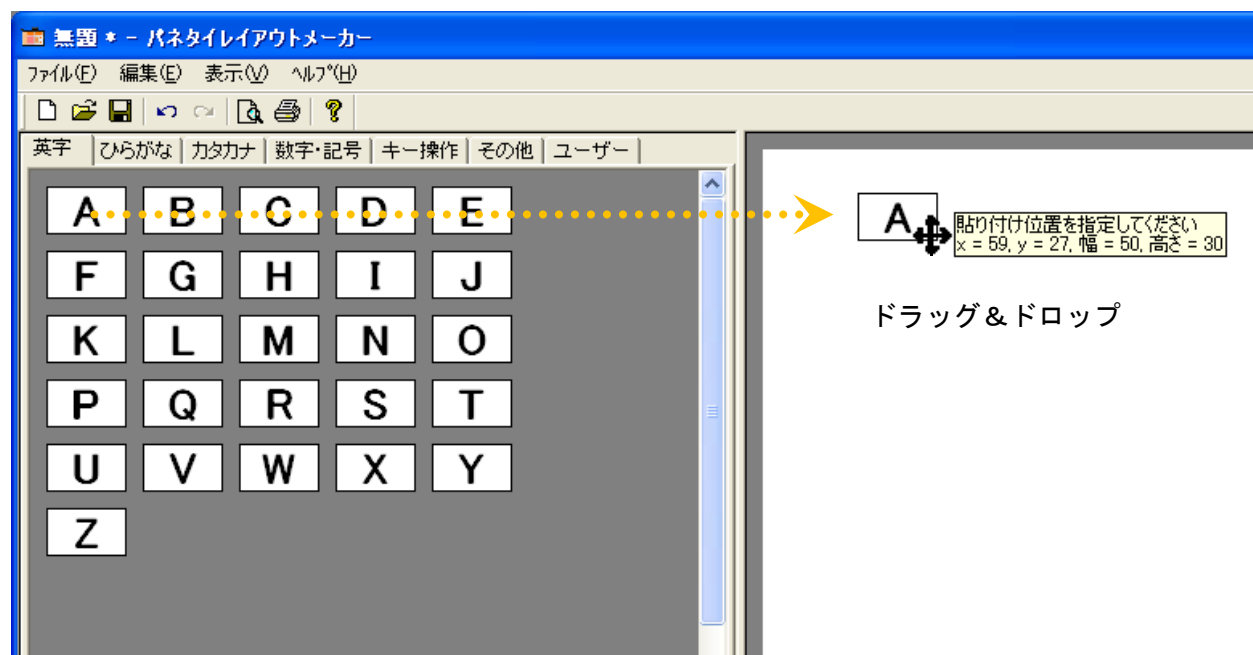 無題 * - パネタイレイアウトメーカー
ﾌｧｲﾙ(F) 編集(E) 表示(V) ﾍﾙﾌﾟ(H)
英字 ひらがな カタカナ 数字・記号 キー操作 その他 ユーザー
A B C D E
F G H I J
K L M N O
P Q R S T
U V W X Y
Z
A
貼り付け位置を指定してください
x = 59, y = 27, 幅 = 50, 高さ = 30
ドラッグ＆ドロップ